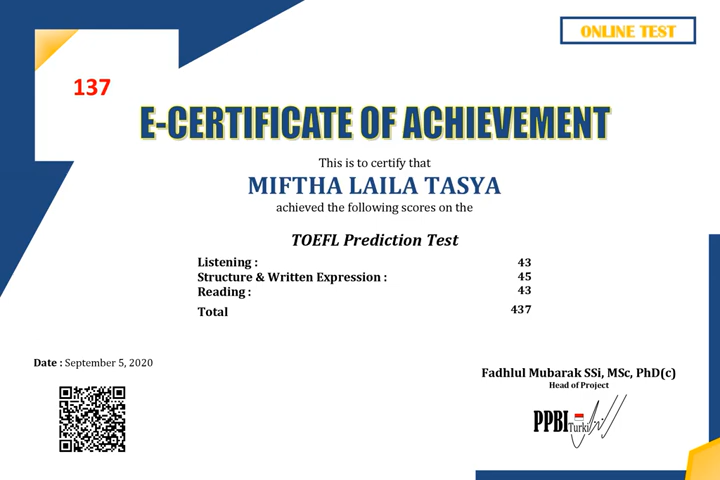 ONLINE TEST
137
E-CERTIFICATE OF ACHIEVEMENT
This is to certify that
MIFTHA LAILA TASYA
achieved the following scores on the
TOEFL Prediction Test
Listening : 43
Structure & Written Expression : 45
Reading : 43
Total 437
Date : September 5, 2020
Fadhlul Mubarak SSi, MSc, PhD(c)
Head of Project
PPBI Turki